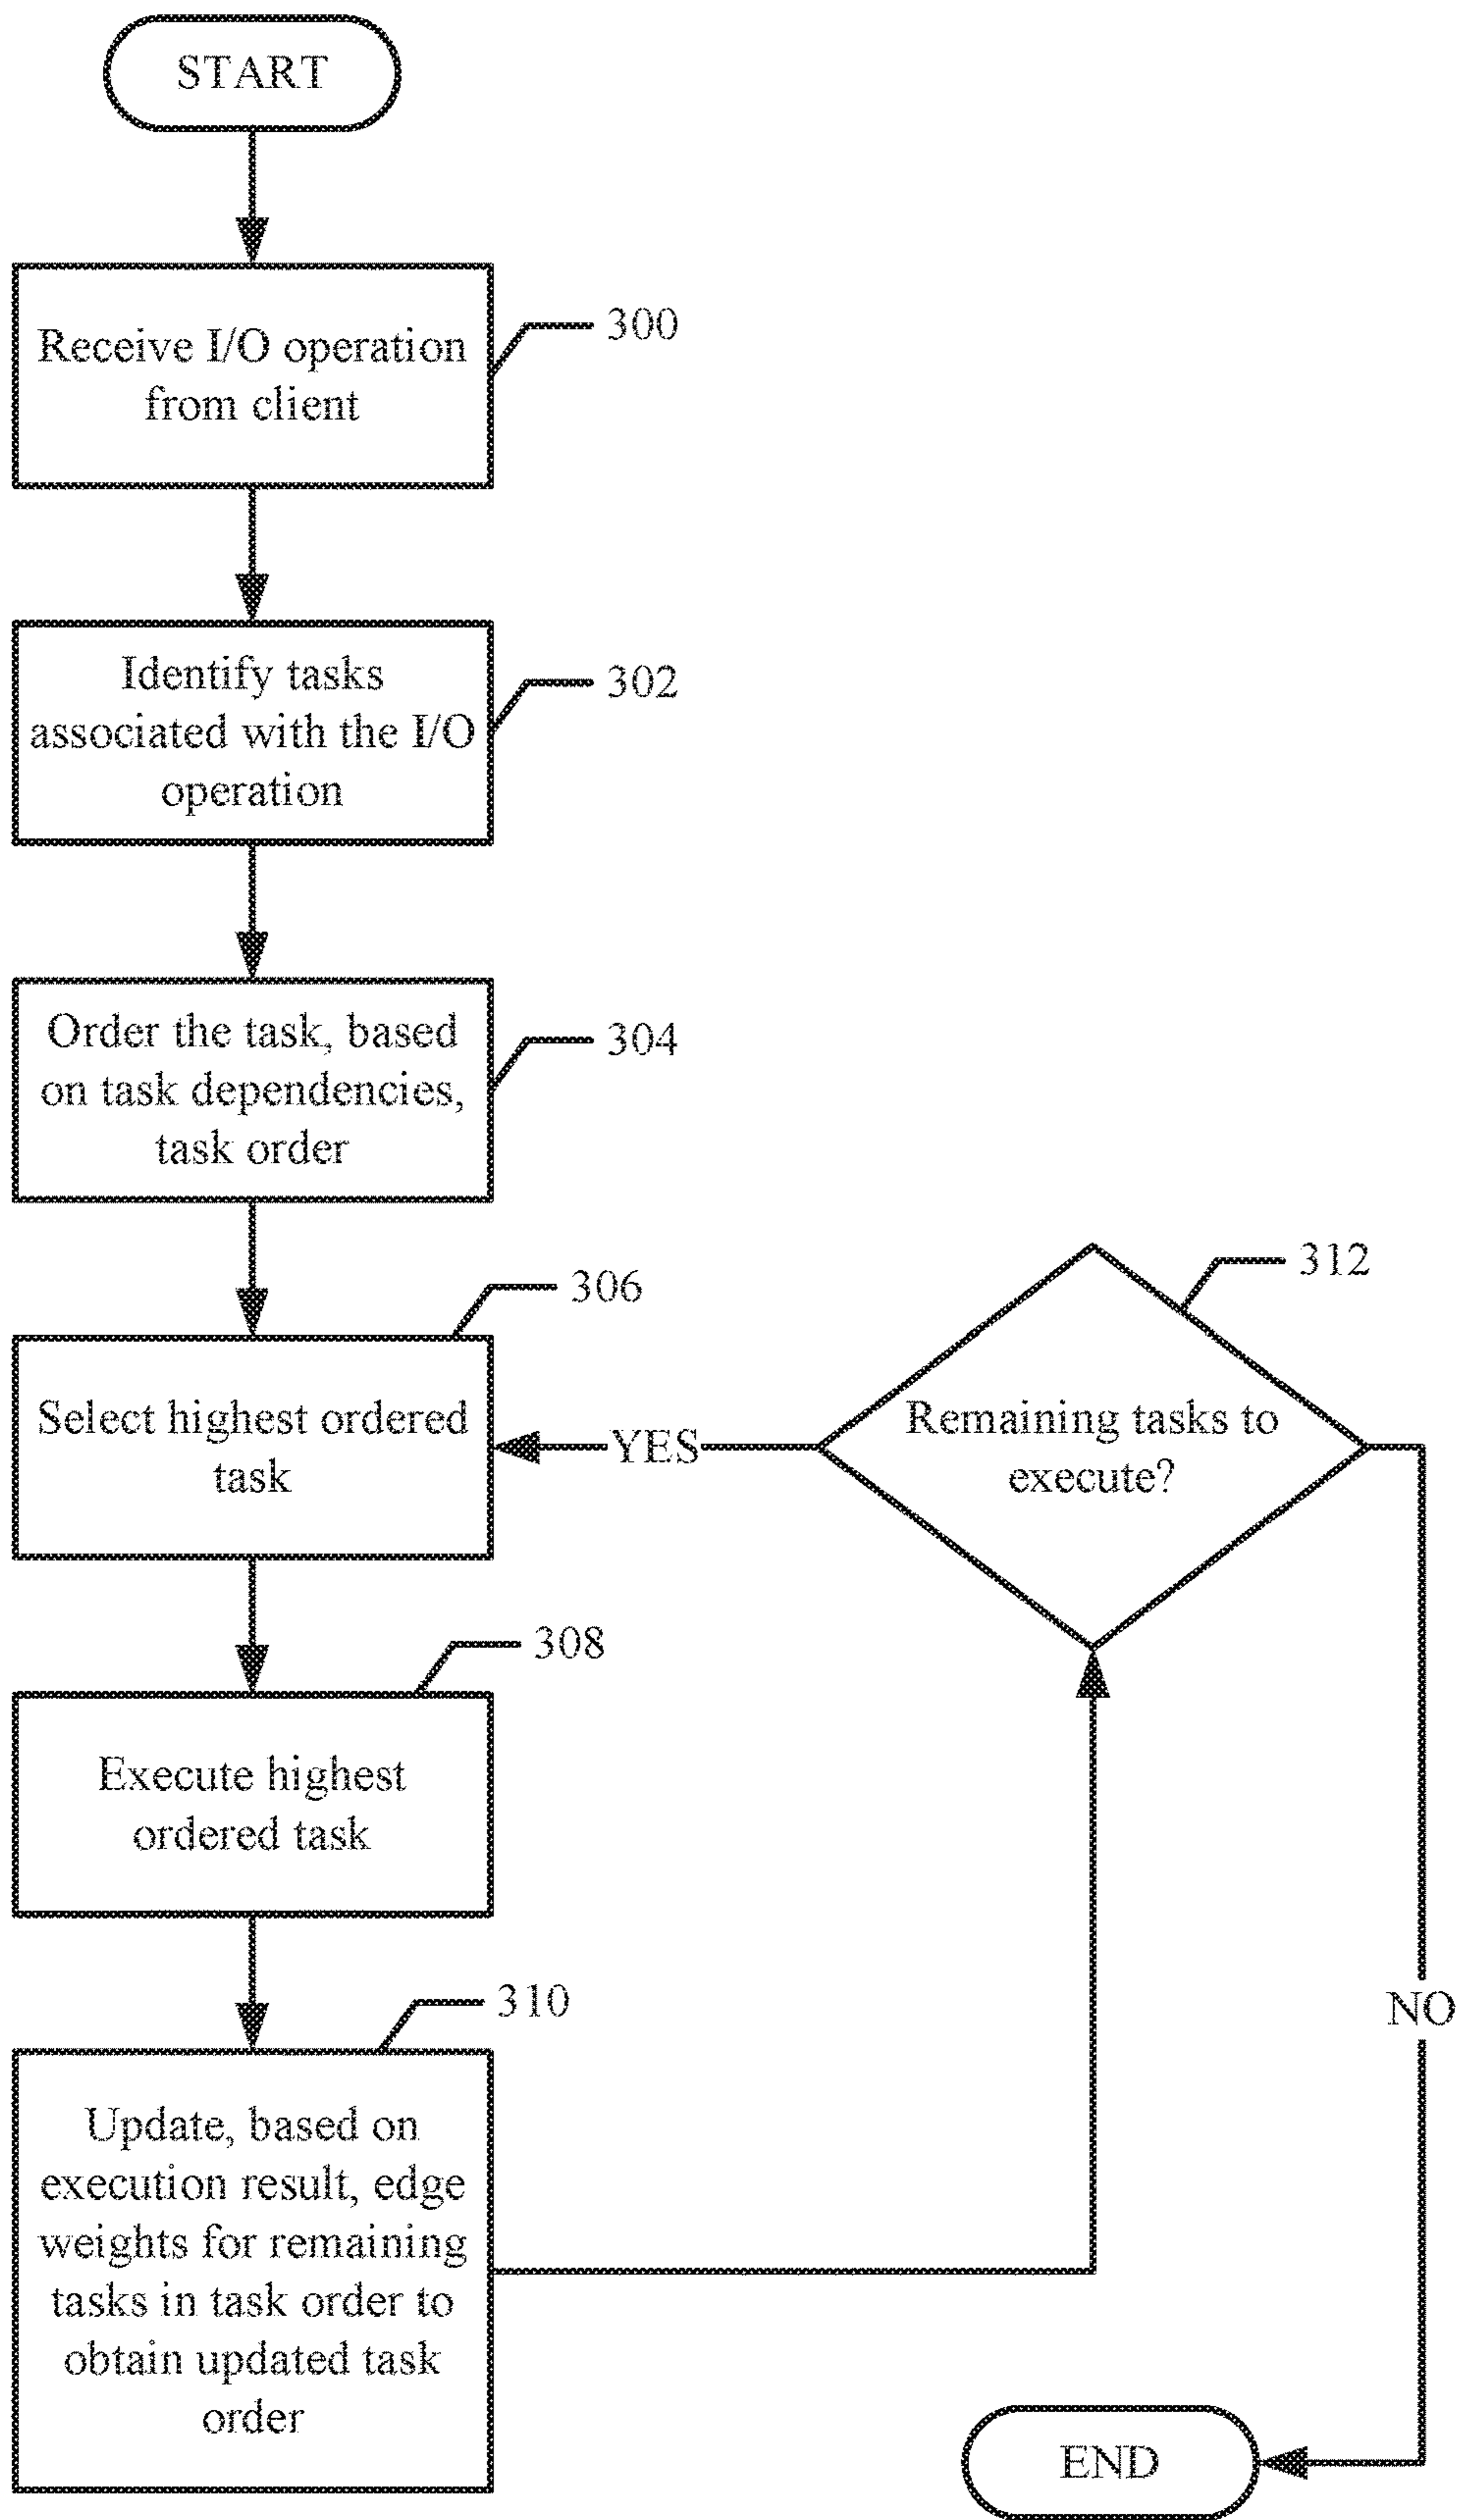 START
Receive I/O operation
from client
300
Identify tasks
associated with the I/O
operation
302
Order the task, based
on task dependencies,
task order
304
306
Select highest ordered
task
YES
Remaining tasks to
execute?
312
308
Execute highest
ordered task
310
Update, based on
execution result, edge
weights for remaining
tasks in task order to
obtain updated task
order
NO
END